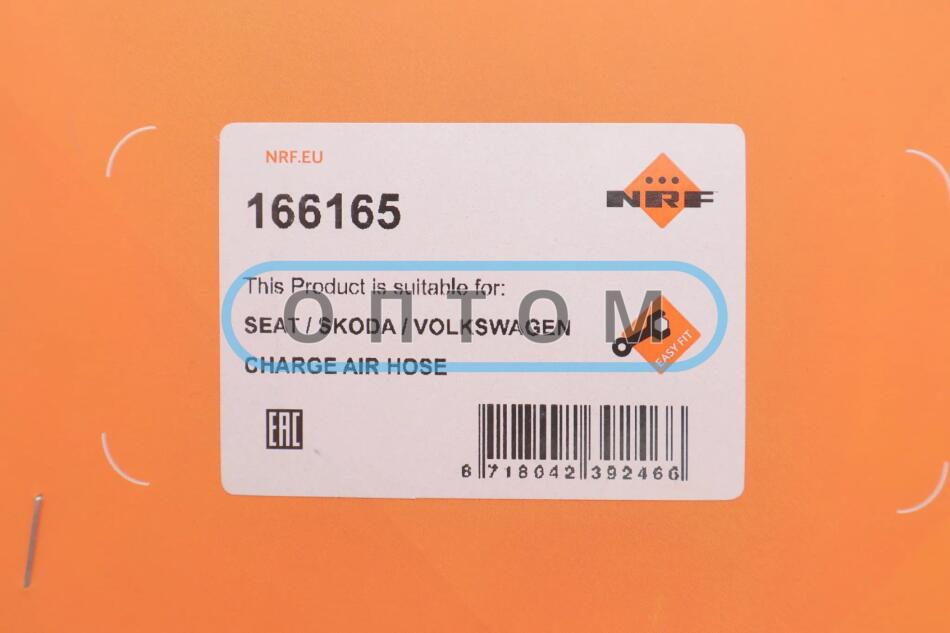 NRF.EU
NRF
166165
This Product is suitable for:
ОПТОМ
SEAT / SKODA / VOLKSWAGEN
EASY FIT
CHARGE AIR HOSE
EAC
8 718042 392466